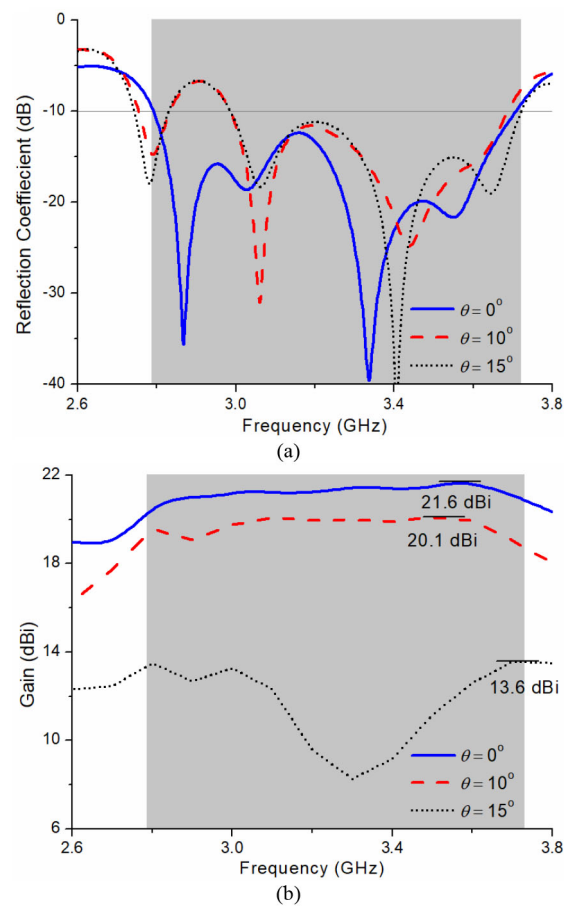 0
-10
-20
-30
-40
Reflection Coeffiecient (dB)
θ = 0°
θ = 10°
θ = 15°
2.6 3.0 3.4 3.8
Frequency (GHz)
(a)
22
18
14
10
6
Gain (dBi)
21.6 dBi
20.1 dBi
13.6 dBi
θ = 0°
θ = 10°
θ = 15°
2.6 3.0 3.4 3.8
Frequency (GHz)
(b)